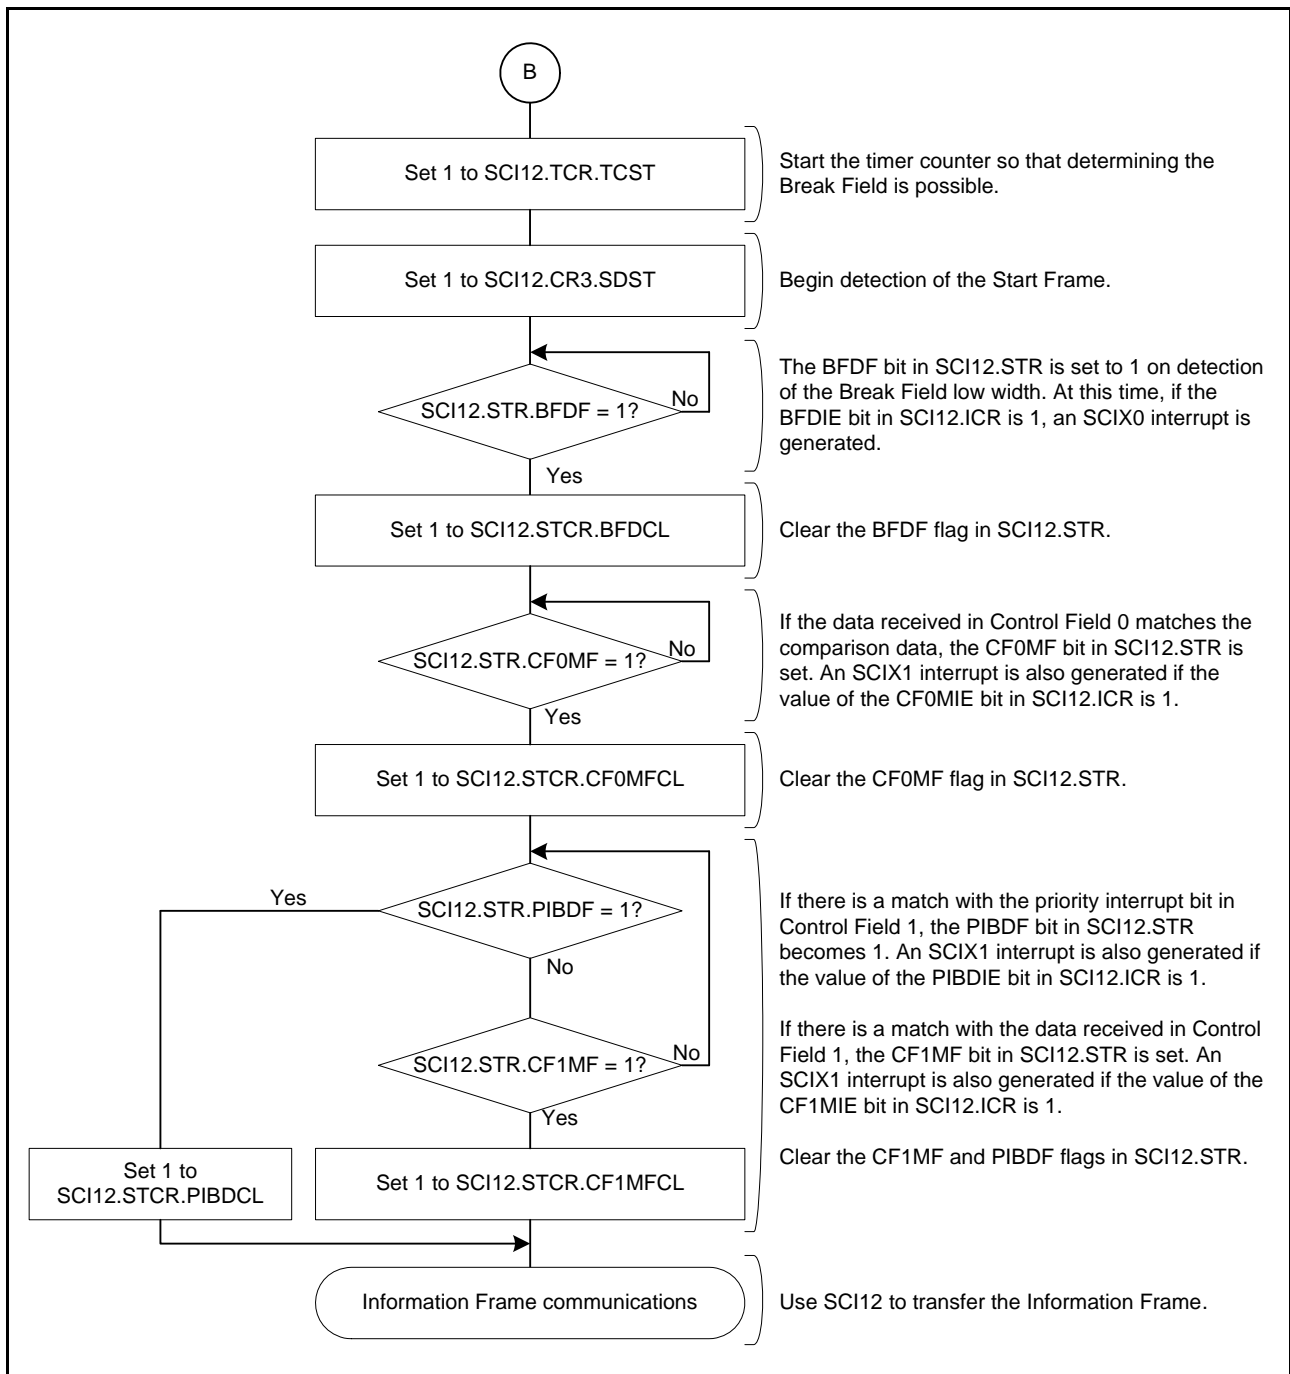 B
Set 1 to SCI12.TCR.TCST
Start the timer counter so that determining the
Break Field is possible.
Set 1 to SCI12.CR3.SDST
Begin detection of the Start Frame.
SCI12.STR.BFDF = 1?
No
Yes
The BFDF bit in SCI12.STR is set to 1 on detection
of the Break Field low width. At this time, if the
BFDIE bit in SCI12.ICR is 1, an SCIX0 interrupt is
generated.
Set 1 to SCI12.STCR.BFDCL
Clear the BFDF flag in SCI12.STR.
SCI12.STR.CF0MF = 1?
No
Yes
If the data received in Control Field 0 matches the
comparison data, the CF0MF bit in SCI12.STR is
set. An SCIX1 interrupt is also generated if the
value of the CF0MIE bit in SCI12.ICR is 1.
Set 1 to SCI12.STCR.CF0MFCL
Clear the CF0MF flag in SCI12.STR.
Yes
SCI12.STR.PIBDF = 1?
No
If there is a match with the priority interrupt bit in
Control Field 1, the PIBDF bit in SCI12.STR
becomes 1. An SCIX1 interrupt is also generated if
the value of the PIBDIE bit in SCI12.ICR is 1.
SCI12.STR.CF1MF = 1?
No
Yes
If there is a match with the data received in Control
Field 1, the CF1MF bit in SCI12.STR is set. An
SCIX1 interrupt is also generated if the value of the
CF1MIE bit in SCI12.ICR is 1.
Set 1 to
SCI12.STCR.PIBDCL
Set 1 to SCI12.STCR.CF1MFCL
Clear the CF1MF and PIBDF flags in SCI12.STR.
Information Frame communications
Use SCI12 to transfer the Information Frame.